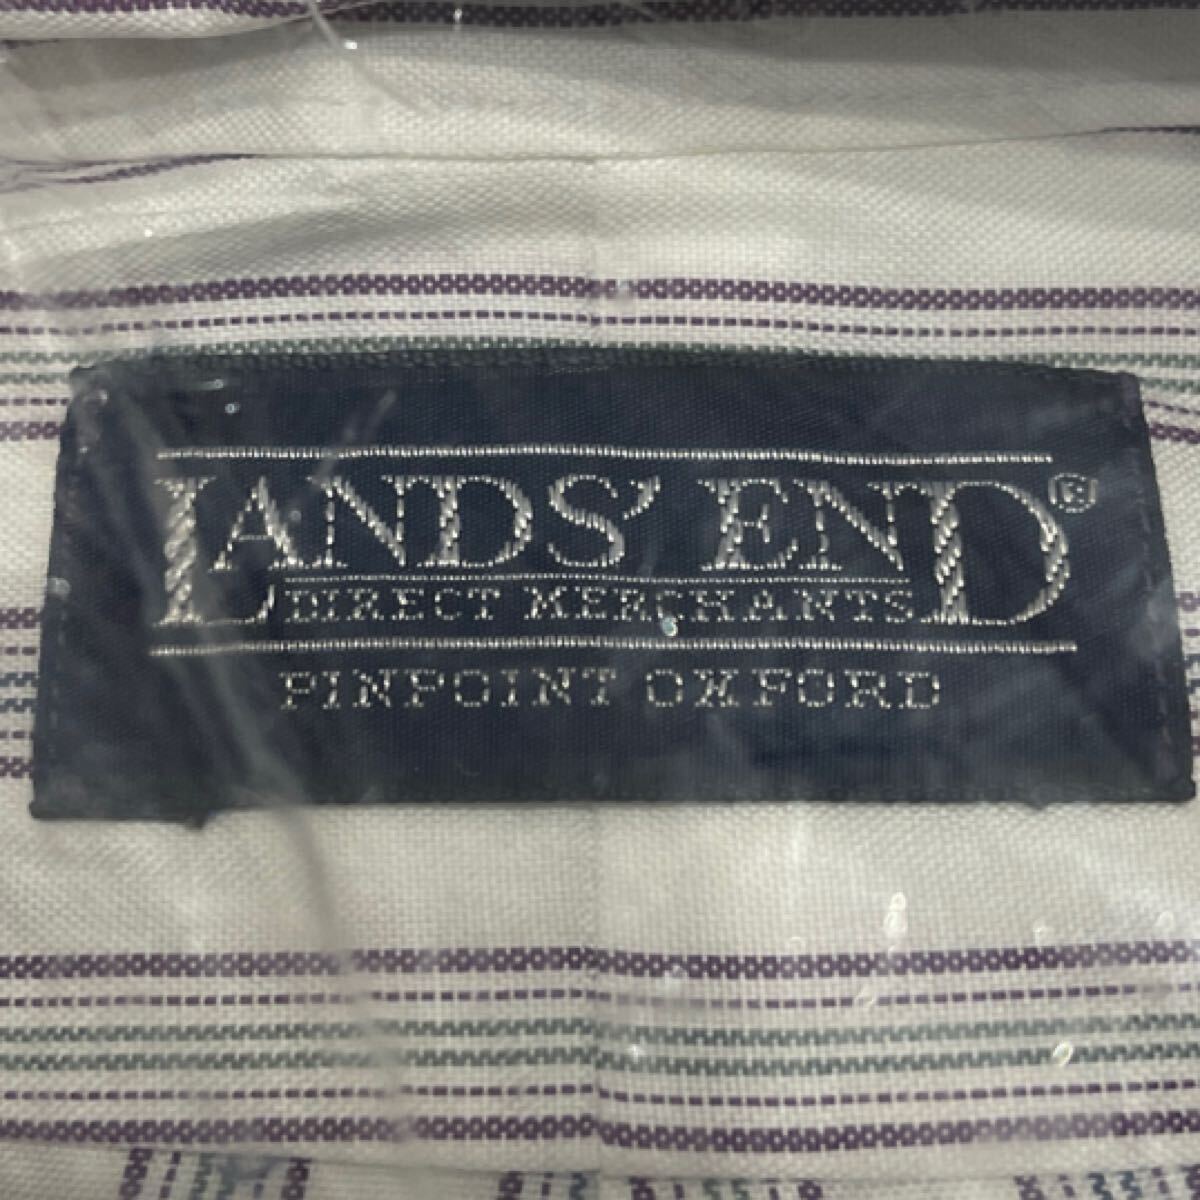 LANDS' END®
DIRECT MERCHANTS
PINPOINT OXFORD